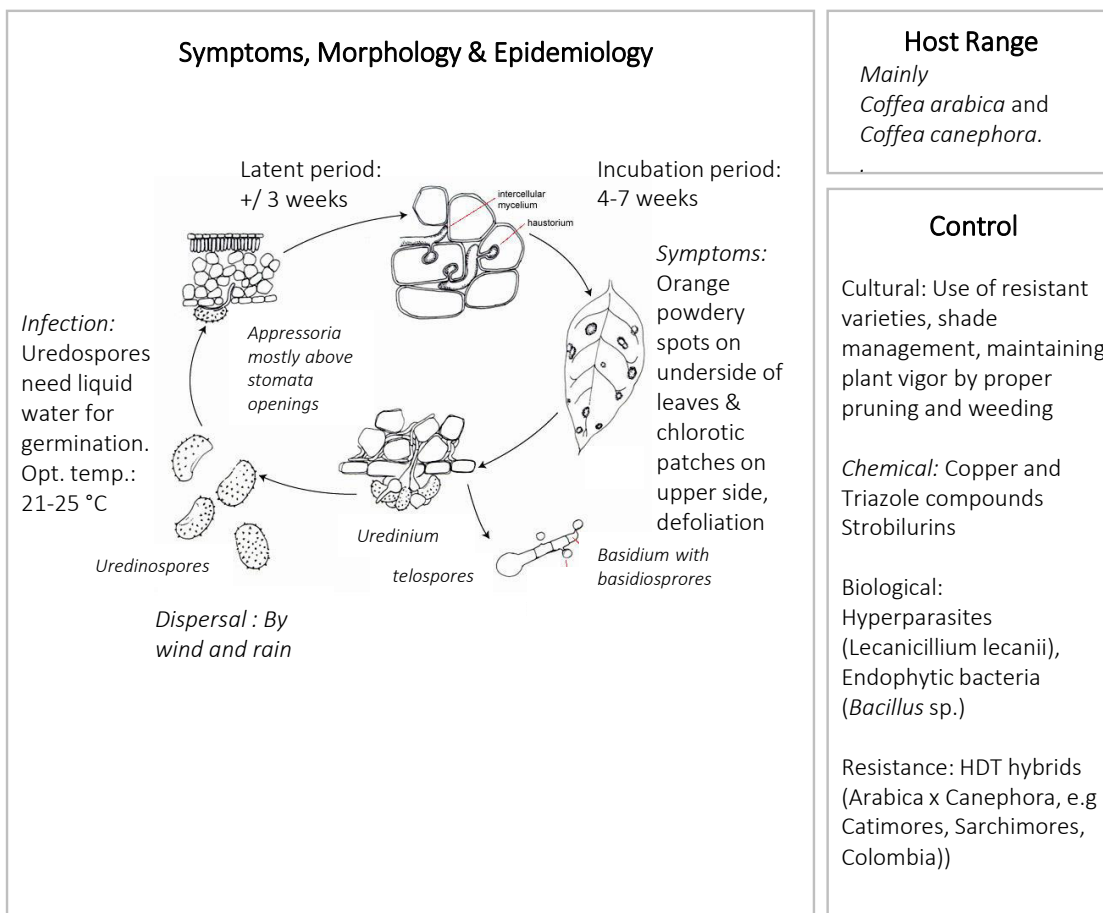 Symptoms, Morphology & Epidemiology
Latent period:
+/ 3 weeks
Incubation period:
4-7 weeks
intercellular
mycelium
haustorium
Symptoms:
Orange
powdery
spots on
underside of
leaves &
chlorotic
patches on
upper side,
defoliation
Infection:
Uredospores
need liquid
water for
germination.
Opt. temp.:
21-25 °C
Appressoria
mostly above
stomata
openings
Uredinium
Uredinospores
telospores
Basidium with
basidiosprores
Dispersal : By
wind and rain
Host Range
Mainly
Coffea arabica and
Coffea canephora.
Control
Cultural: Use of resistant
varieties, shade
management, maintaining
plant vigor by proper
pruning and weeding
Chemical: Copper and
Triazole compounds
Strobilurins
Biological:
Hyperparasites
(Lecanicillium lecanii),
Endophytic bacteria
(Bacillus sp.)
Resistance: HDT hybrids
(Arabica x Canephora, e.g
Catimores, Sarchimores,
Colombia))